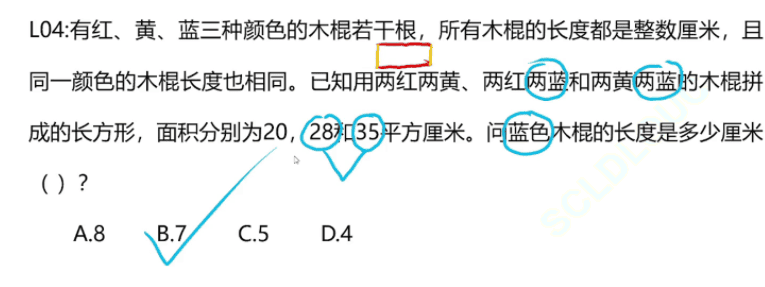 L04:有红、黄、蓝三种颜色的木棍若干根，所有木棍的长度都是整数厘米，且
同一颜色的木棍长度也相同。已知用两红两黄、两红两蓝和两黄两蓝的木棍拼
成的长方形，面积分别为20，28和35平方厘米。问蓝色木棍的长度是多少厘米
（ ）？
A.8 B.7 C.5 D.4